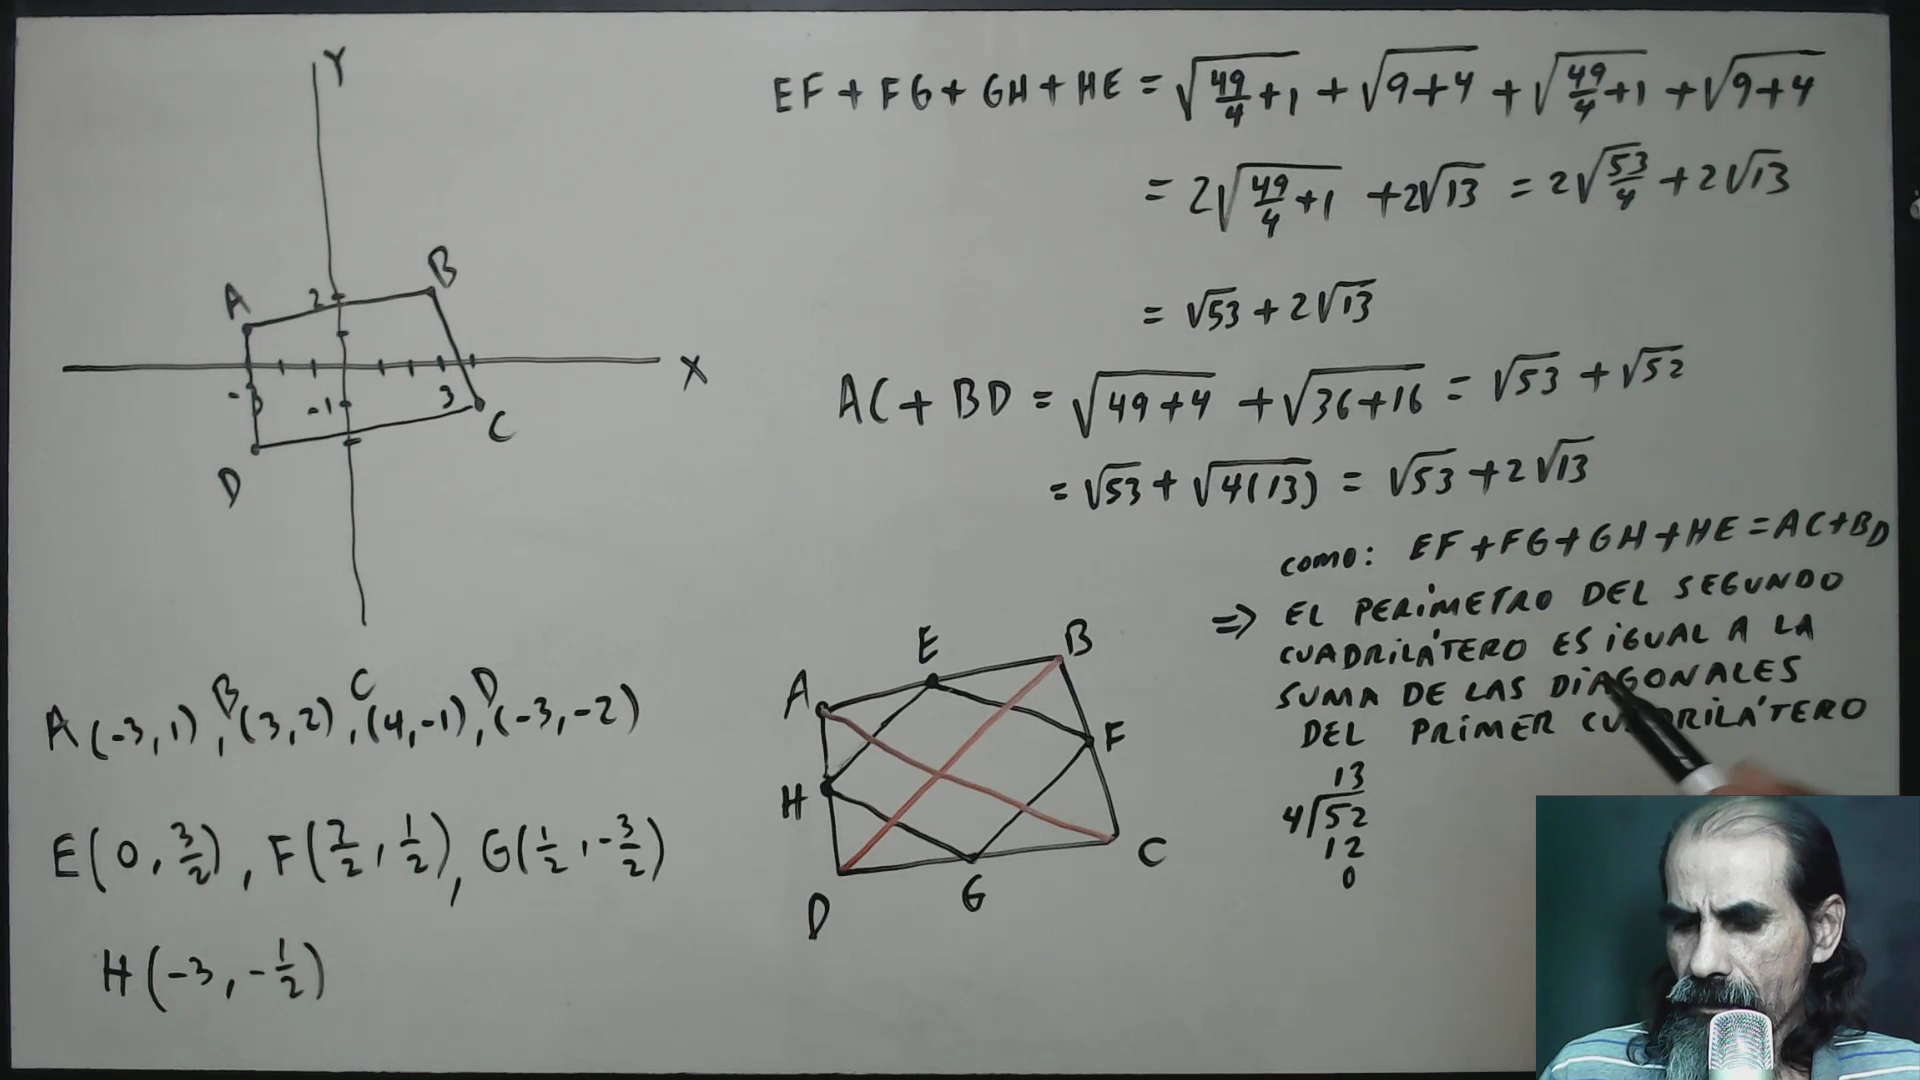 Y
A
2
B
X
-3
-1
3
C
D
A(-3,1), B(3,2), C(4,-1), D(-3,-2)
E(0, 3/2), F(7/2, 1/2), G(1/2, -3/2)
H(-3, -1/2)
EF + FG + GH + HE = √(49/4+1) + √(9+4) + √(49/4+1) + √(9+4)
= 2√(49/4+1) + 2√13 = 2√(53/4) + 2√13
= √53 + 2√13
AC + BD = √(49+4) + √(36+16) = √53 + √52
= √53 + √(4(13)) = √53 + 2√13
como: EF + FG + GH + HE = AC + BD
⇒ EL PERÍMETRO DEL SEGUNDO
CUADRILÁTERO ES IGUAL A LA
SUMA DE LAS DIAGONALES
DEL PRIMER CUADRILÁTERO
13
4 52
12
0
A
E
B
F
C
G
D
H